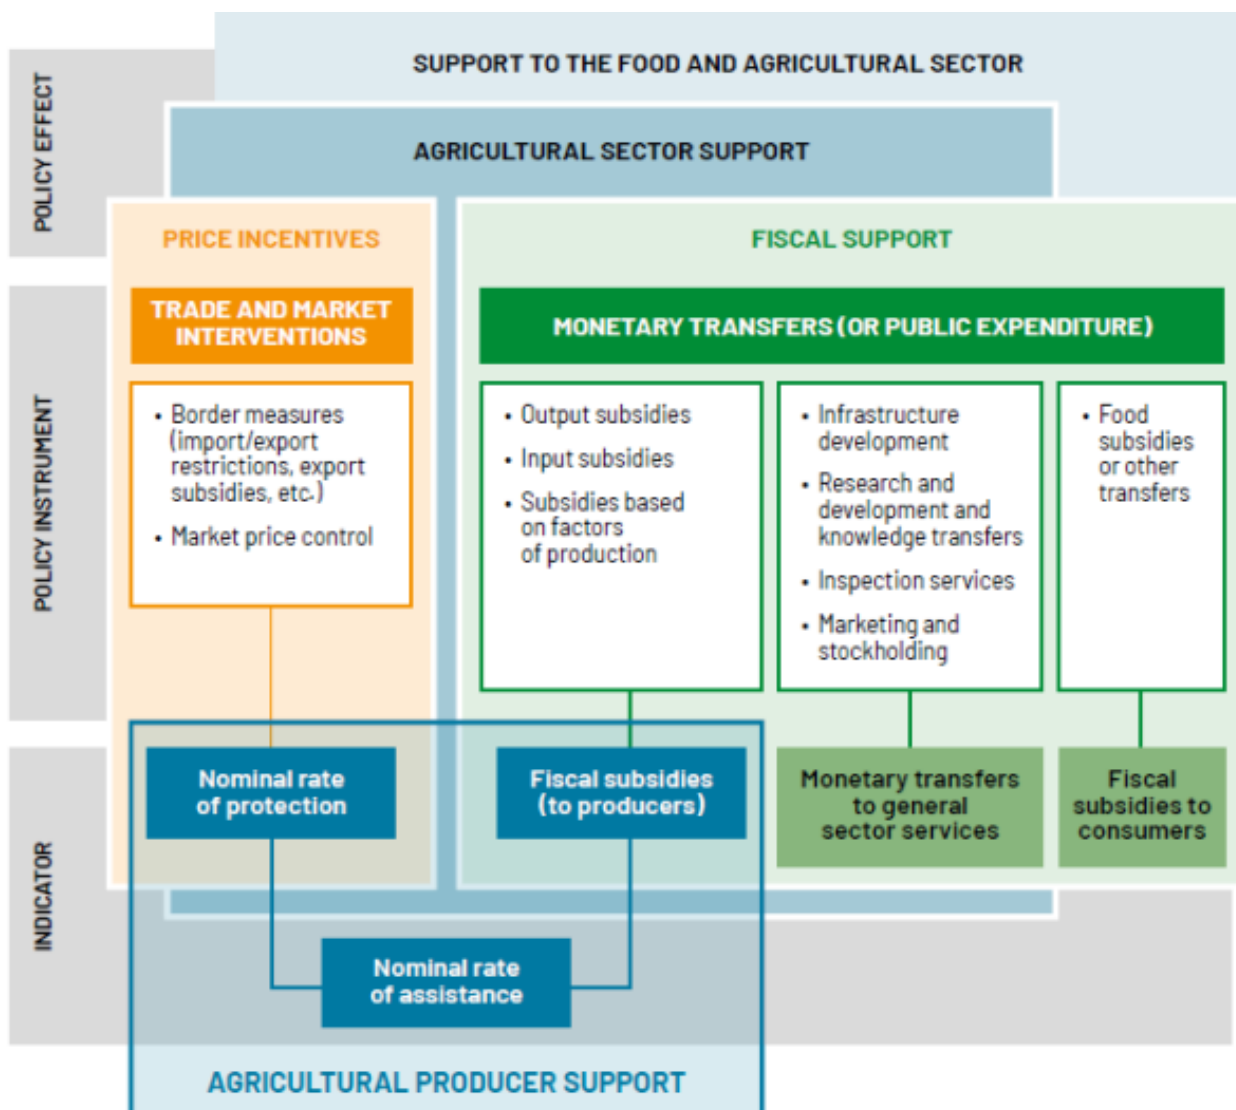 SUPPORT TO THE FOOD AND AGRICULTURAL SECTOR
POLICY EFFECT
AGRICULTURAL SECTOR SUPPORT
PRICE INCENTIVES
FISCAL SUPPORT
POLICY INSTRUMENT
TRADE AND MARKET
INTERVENTIONS
MONETARY TRANSFERS (OR PUBLIC EXPENDITURE)
• Border measures
(import/export
restrictions, export
subsidies, etc.)
• Market price control
• Output subsidies
• Input subsidies
• Subsidies based
on factors
of production
• Infrastructure
development
• Research and
development and
knowledge transfers
• Inspection services
• Marketing and
stockholding
• Food
subsidies
or other
transfers
INDICATOR
Nominal rate
of protection
Fiscal subsidies
(to producers)
Monetary transfers
to general
sector services
Fiscal
subsidies to
consumers
Nominal rate
of assistance
AGRICULTURAL PRODUCER SUPPORT